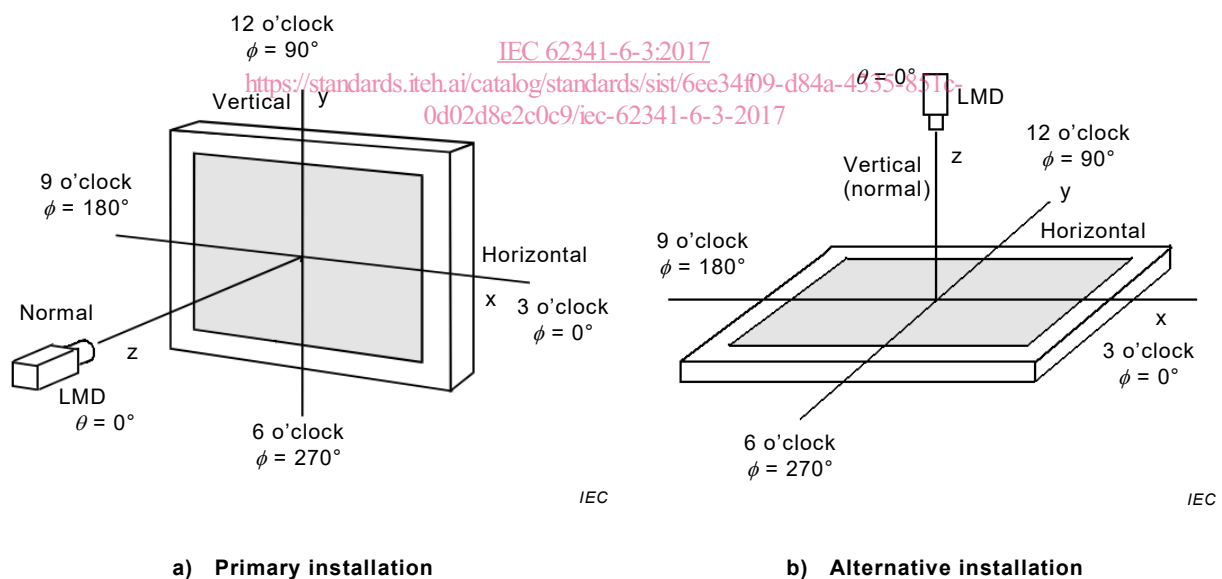 12 o’clock
ϕ = 90°
IEC 62341-6-3:2017
https://standards.iteh.ai/catalog/standards/sist/6ee34f09-d84a-4535-851c-
0d02d8e2c0c9/iec-62341-6-3-2017
Vertical
y
9 o’clock
ϕ = 180°
Horizontal
x
3 o’clock
ϕ = 0°
Normal
z
LMD
θ = 0°
6 o’clock
ϕ = 270°
IEC
a) Primary installation
θ = 0°
LMD
12 o’clock
ϕ = 90°
Vertical
(normal)
z
y
9 o’clock
ϕ = 180°
Horizontal
x
3 o’clock
ϕ = 0°
6 o’clock
ϕ = 270°
IEC
b) Alternative installation